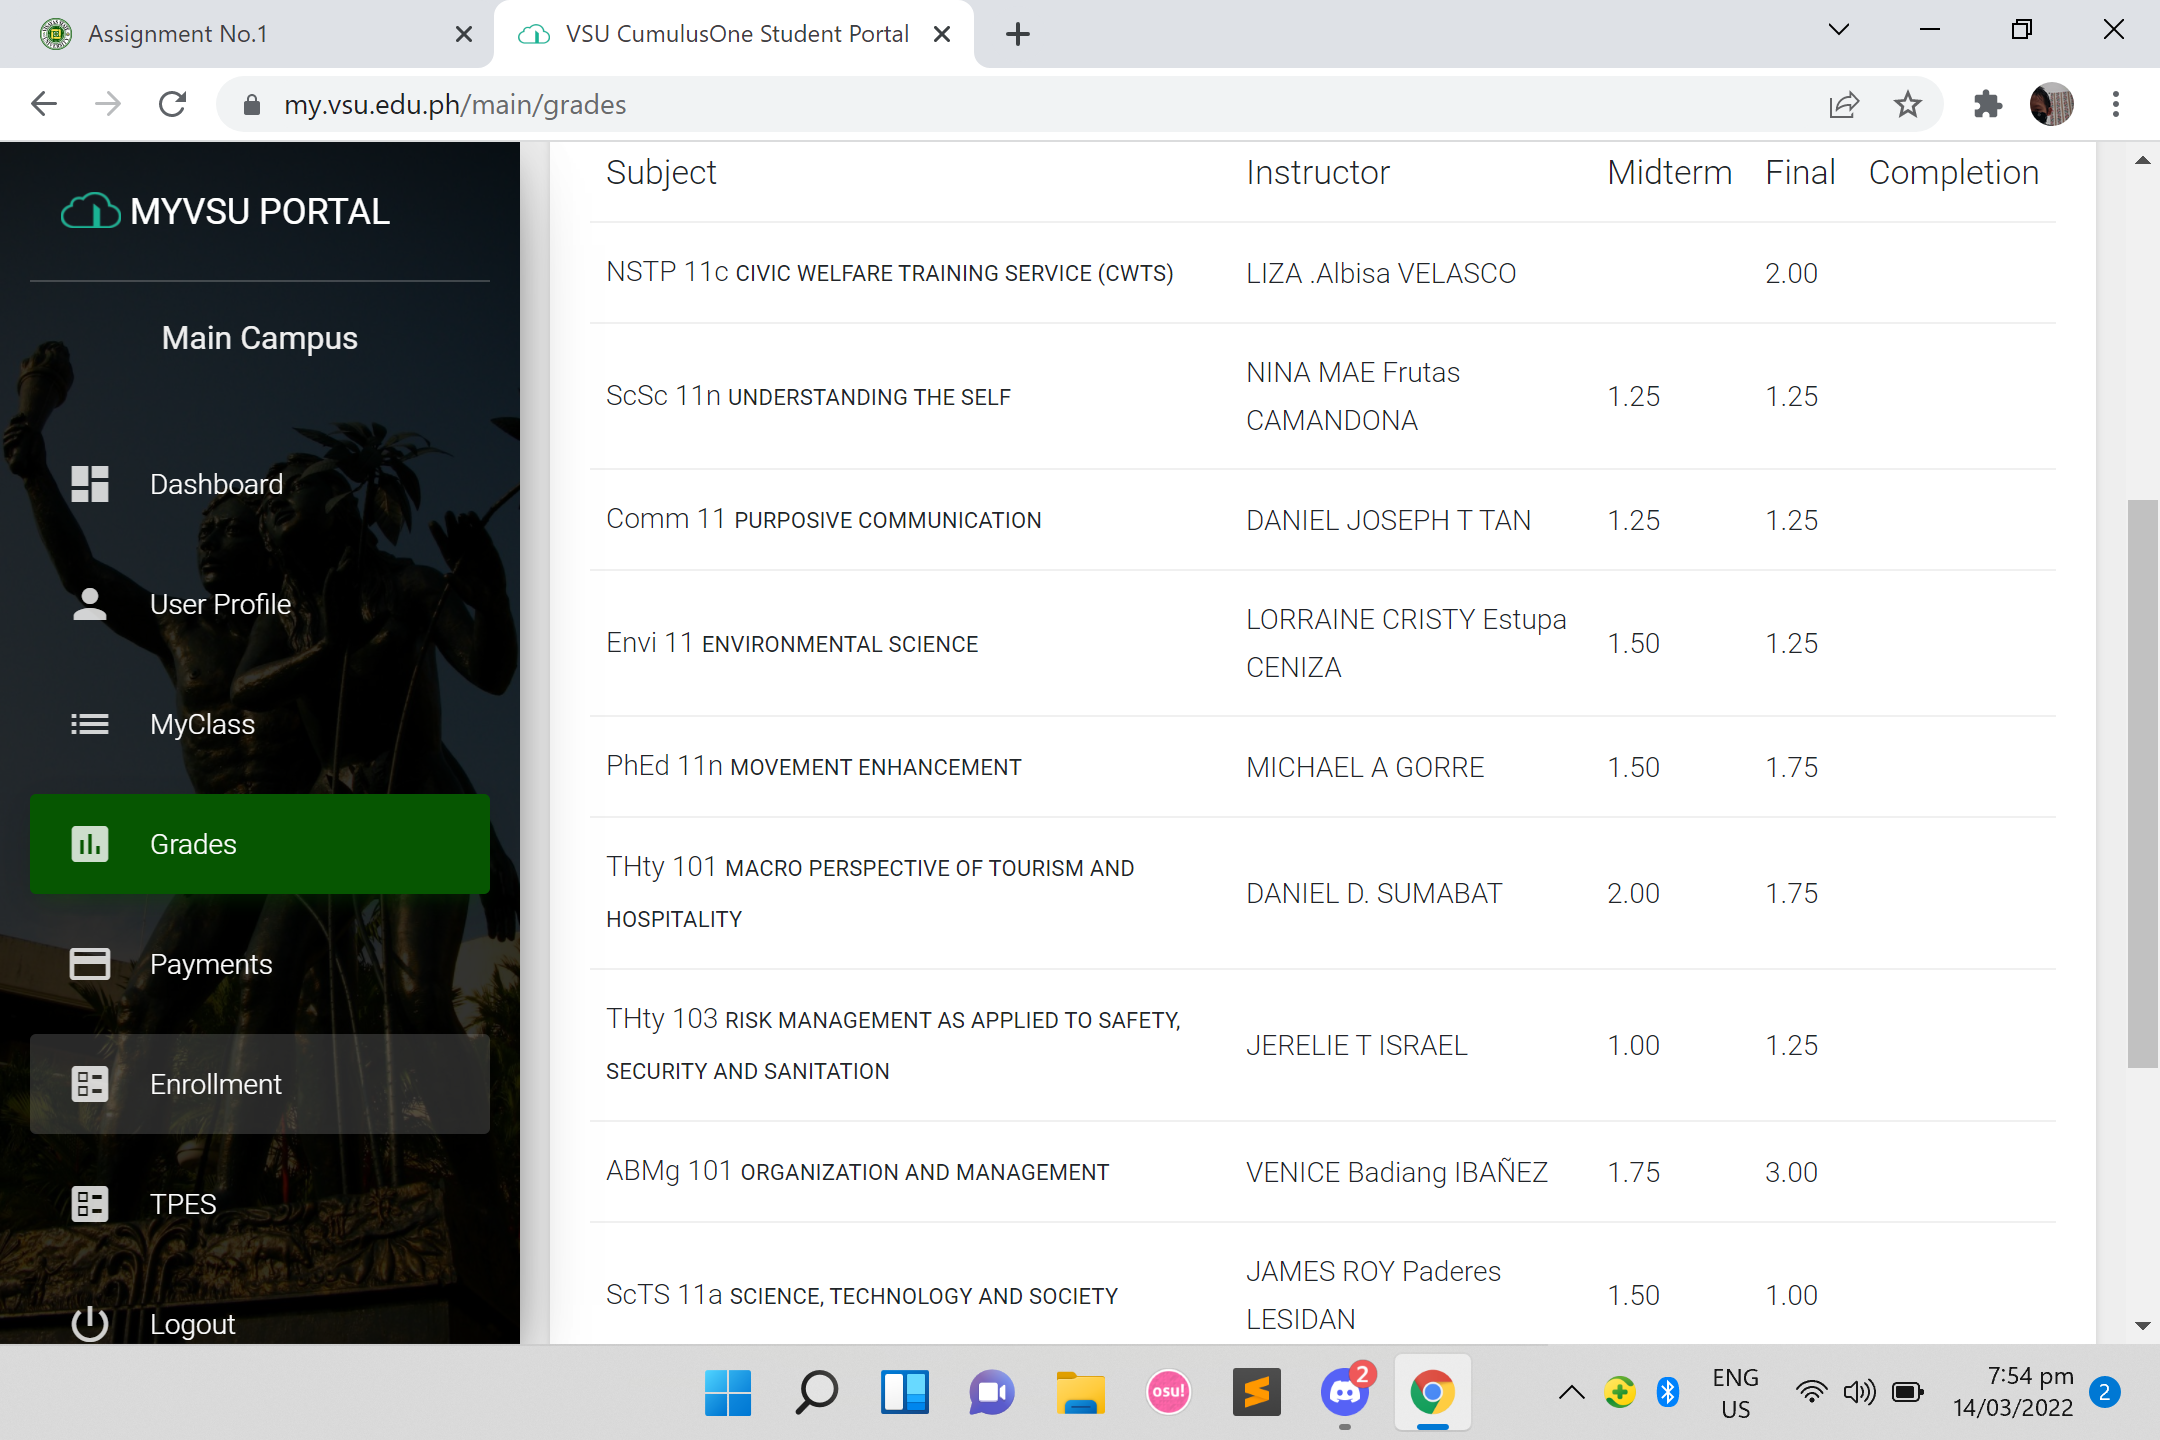 Assignment No.1
VSU CumulusOne Student Portal
my.vsu.edu.ph/main/grades
MYVSU PORTAL
Main Campus
Dashboard
User Profile
MyClass
Grades
Payments
Enrollment
TPES
Logout
Subject Instructor Midterm Final Completion
NSTP 11c CIVIC WELFARE TRAINING SERVICE (CWTS) LIZA .Albisa VELASCO 2.00
ScSc 11n UNDERSTANDING THE SELF NINA MAE Frutas CAMANDONA 1.25 1.25
Comm 11 PURPOSIVE COMMUNICATION DANIEL JOSEPH T TAN 1.25 1.25
Envi 11 ENVIRONMENTAL SCIENCE LORRAINE CRISTY Estupa CENIZA 1.50 1.25
PhEd 11n MOVEMENT ENHANCEMENT MICHAEL A GORRE 1.50 1.75
THty 101 MACRO PERSPECTIVE OF TOURISM AND HOSPITALITY DANIEL D. SUMABAT 2.00 1.75
THty 103 RISK MANAGEMENT AS APPLIED TO SAFETY, SECURITY AND SANITATION JERELIE T ISRAEL 1.00 1.25
ABMg 101 ORGANIZATION AND MANAGEMENT VENICE Badiang IBAÑEZ 1.75 3.00
ScTS 11a SCIENCE, TECHNOLOGY AND SOCIETY JAMES ROY Paderes LESIDAN 1.50 1.00
osu!
2
ENG
US
7:54 pm
14/03/2022
2